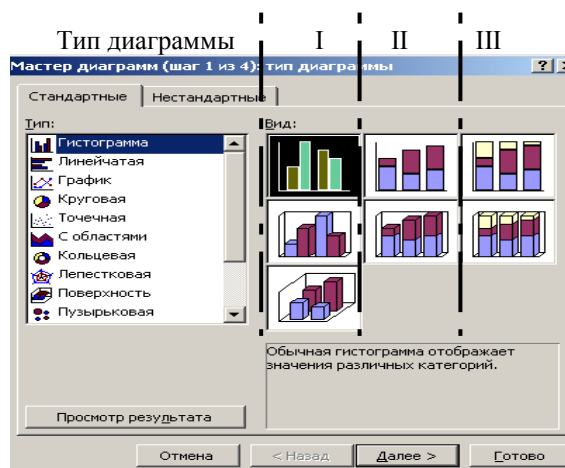 Тип диаграммы I II III
Мастер диаграмм (шаг 1 из 4): тип диаграммы
Стандартные Нестандартные
Тип: Вид:
Гистограмма
Линейчатая
График
Круговая
Точечная
С областями
Кольцевая
Лепестковая
Поверхность
Пузырьковая
Обычная гистограмма отображает
значения различных категорий.
Просмотр результата
Отмена < Назад Далее > Готово